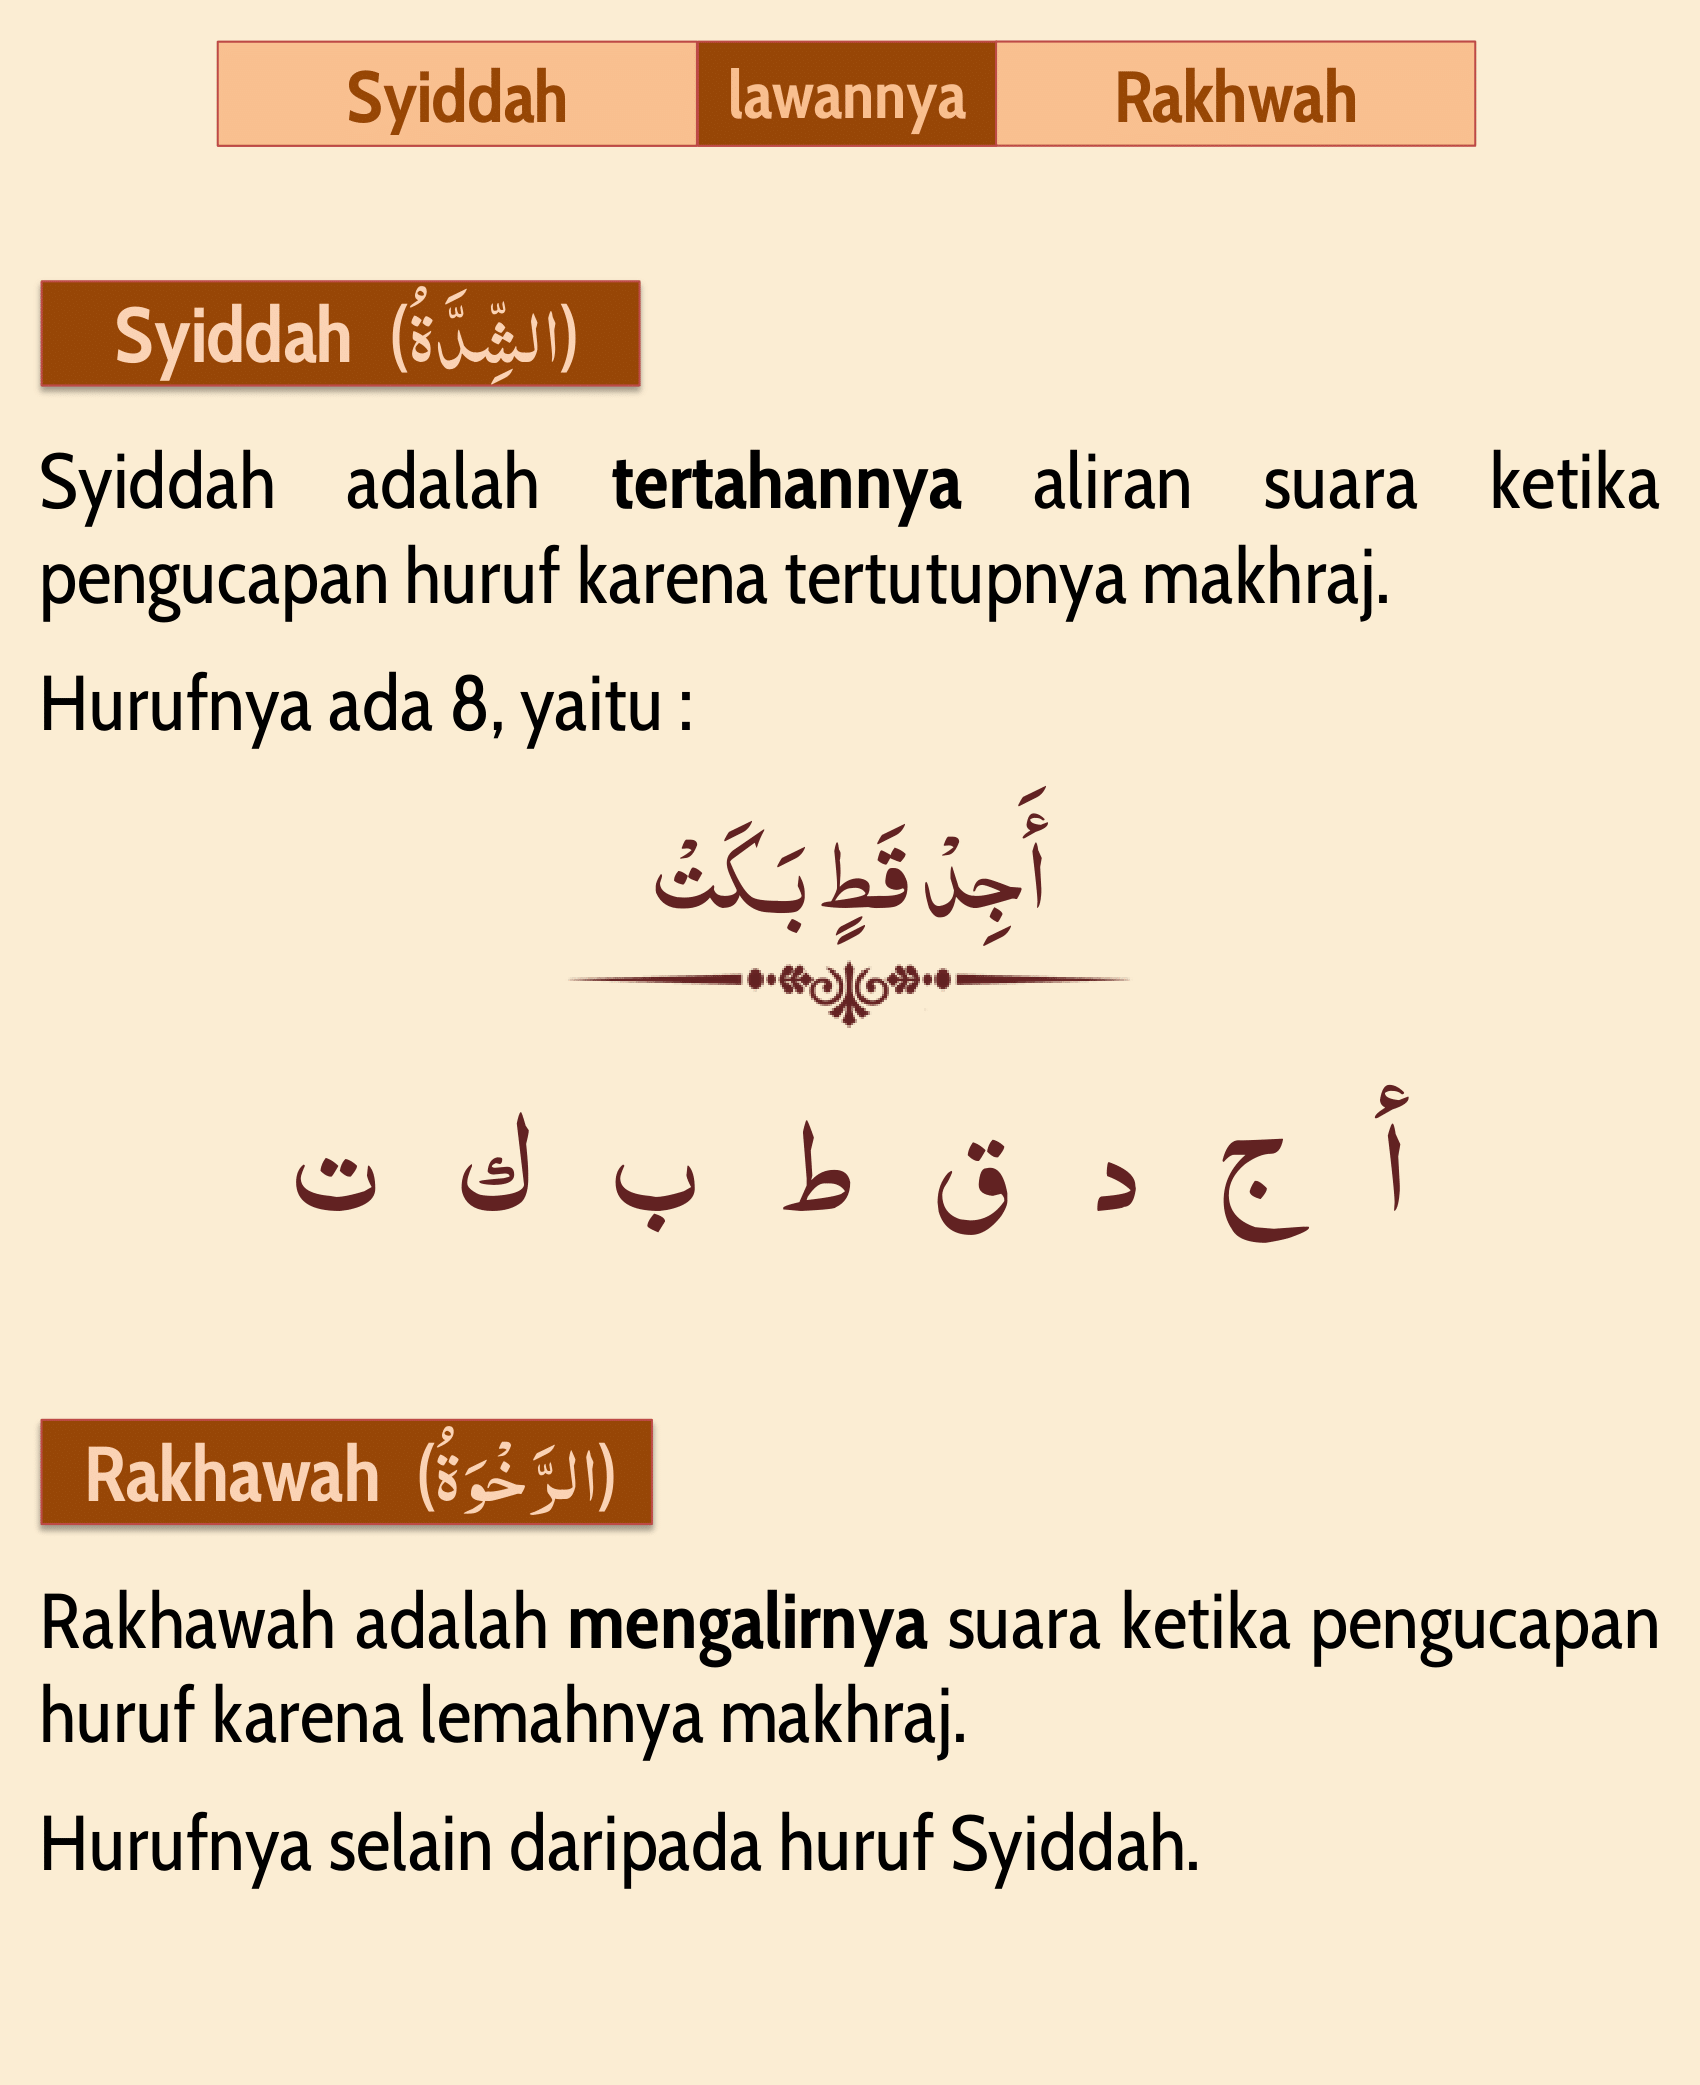 Syiddah lawannya Rakhwah
Syiddah (الشِّدَّةُ)
Syiddah adalah tertahannya aliran suara ketika
pengucapan huruf karena tertutupnya makhraj.
Hurufnya ada 8, yaitu :
أَجِدْ قَطٍ بَكَتْ
أ ج د ق ط ب ك ت
Rakhawah (الرَّخْوَةُ)
Rakhawah adalah mengalirnya suara ketika pengucapan
huruf karena lemahnya makhraj.
Hurufnya selain daripada huruf Syiddah.